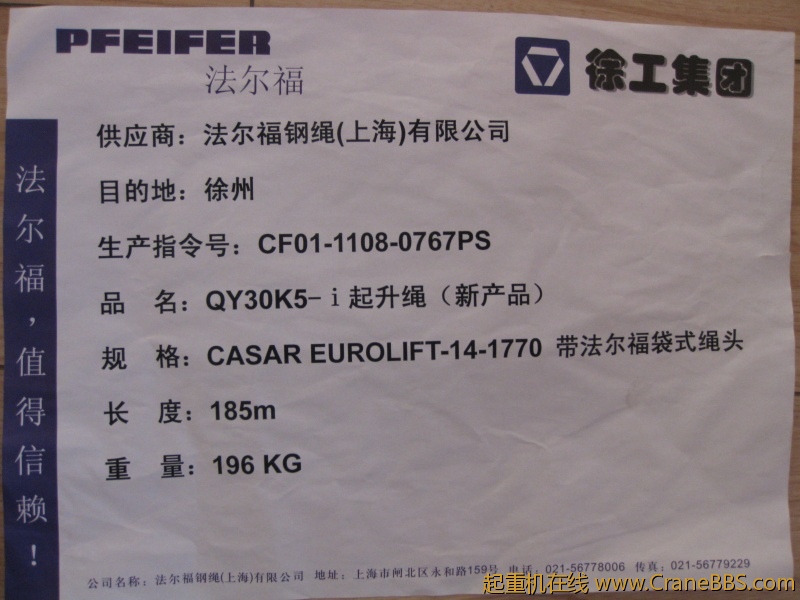 PFEIFER
法尔福
徐工集团
供应商：法尔福钢绳(上海)有限公司
目的地：徐州
生产指令号：CF01-1108-0767PS
品 名：QY30K5-ⅰ起升绳（新产品）
规 格：CASAR EUROLIFT-14-1770 带法尔福袋式绳头
长 度：185m
重 量：196 KG
法尔福，值得信赖！
公司名称：法尔福钢绳(上海)有限公司 地址：上海市闸北区永和路159号 电话：021-56778006 传真：021-56779229
起重机在线 www.CraneBBS.com